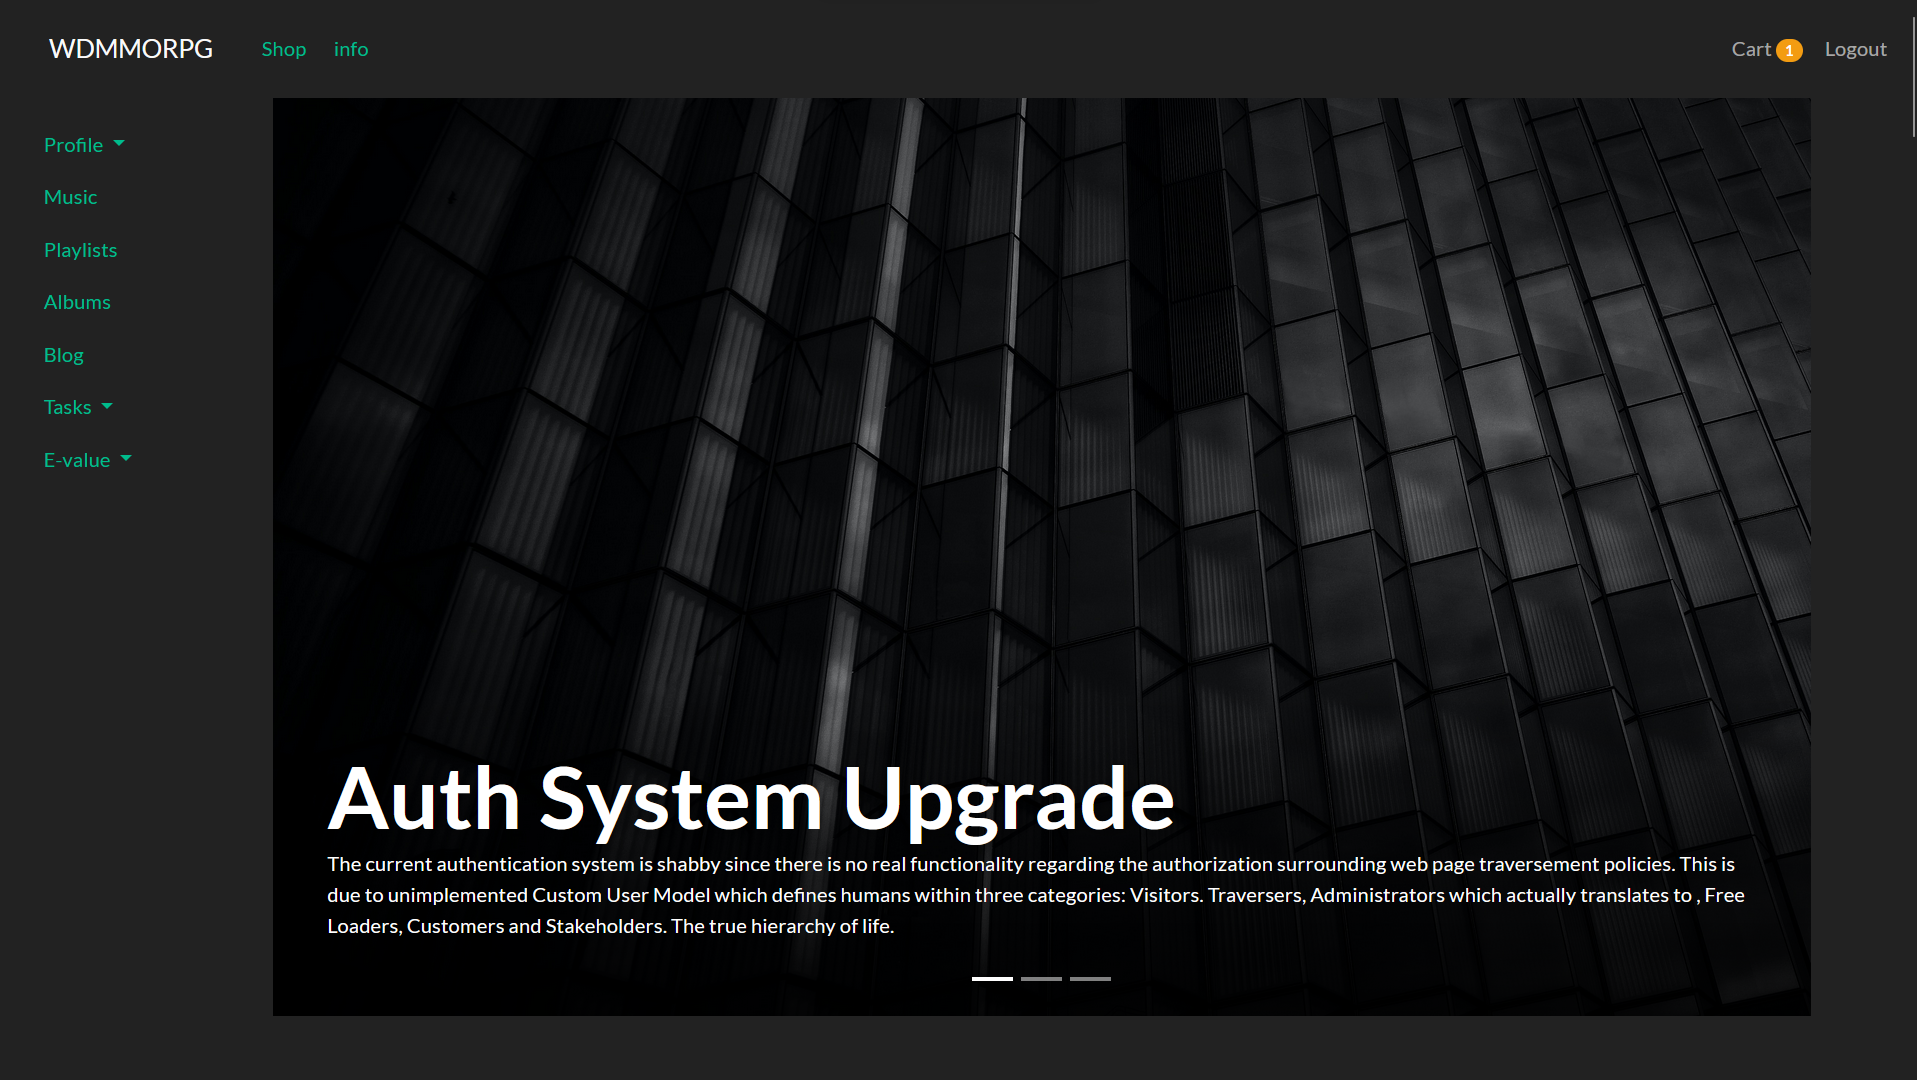 WDMMORPG Shop info Cart 1 Logout
Profile
Music
Playlists
Albums
Blog
Tasks
E-value
Auth System Upgrade
The current authentication system is shabby since there is no real functionality regarding the authorization surrounding web page traversement policies. This is
due to unimplemented Custom User Model which defines humans within three categories: Visitors. Traversers, Administrators which actually translates to , Free
Loaders, Customers and Stakeholders. The true hierarchy of life.